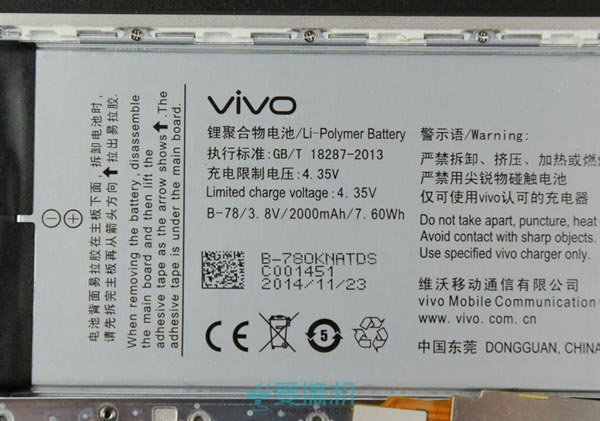 电池背面易拉胶在主板下面，拆卸电池时，
请先拆完主板再从箭头方向↑拉出易拉胶.
When removing the battery, disassemble
the main board and then lift the
adhesive tape as the arrow shows↑.The
adhesive tape is under the main board.
vivo
锂聚合物电池/Li-Polymer Battery
执行标准: GB/T 18287-2013
充电限制电压: 4.35V
Limited charge voltage: 4.35V
B-78/3.8V/2000mAh/7.60Wh
B-780KNATDS
C001451
2014/11/23
CE
5
警示语/Warning:
严禁拆卸、挤压、加热或燃
严禁用尖锐物碰触电池
仅可使用vivo认可的充电器
Do not take apart, puncture, heat
Avoid contact with sharp objects.
Use specified vivo charger only.
维沃移动通信有限公司
vivo Mobile Communication
www.vivo.com.cn
中国东莞 DONGGUAN, CHINA
爱搞机